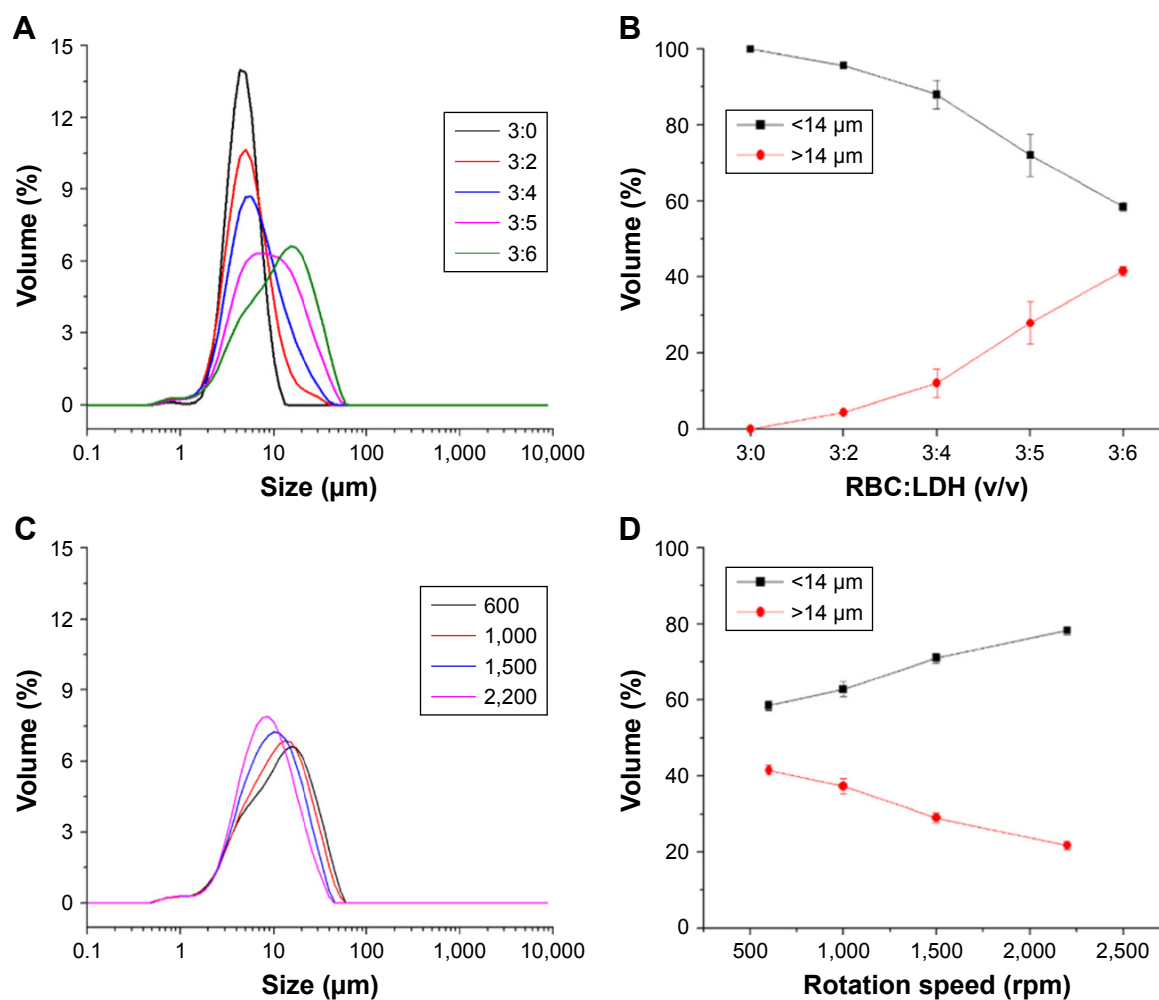 A
15
12
9
6
3
0
Volume (%)
3:0
3:2
3:4
3:5
3:6
0.1 1 10 100 1,000 10,000
Size (µm)
B
100
80
60
40
20
0
Volume (%)
<14 µm
>14 µm
3:0 3:2 3:4 3:5 3:6
RBC:LDH (v/v)
C
15
12
9
6
3
0
Volume (%)
600
1,000
1,500
2,200
0.1 1 10 100 1,000 10,000
Size (µm)
D
100
80
60
40
20
0
Volume (%)
<14 µm
>14 µm
500 1,000 1,500 2,000 2,500
Rotation speed (rpm)